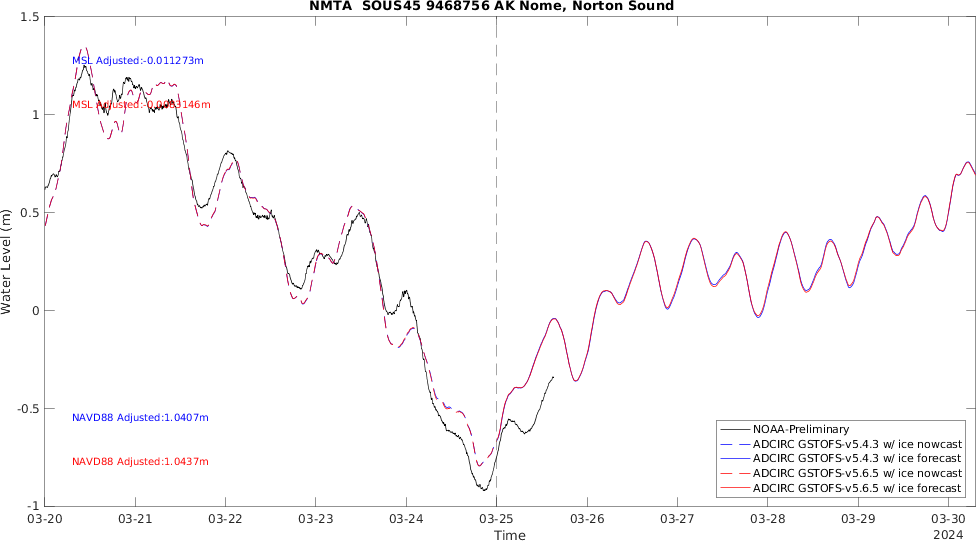 NMTA SOUS45 9468756 AK Nome, Norton Sound
Water Level (m)
1.5
1
0.5
0
-0.5
-1
MSL Adjusted:-0.011273m
MSL Adjusted:
NAVD88 Adjusted:1.0407m
NAVD88 Adjusted:1.0437m
NOAA-Preliminary
ADCIRC GSTOFS-v5.4.3 w/ ice nowcast
ADCIRC GSTOFS-v5.4.3 w/ ice forecast
ADCIRC GSTOFS-v5.6.5 w/ ice nowcast
ADCIRC GSTOFS-v5.6.5 w/ ice forecast
03-20 03-21 03-22 03-23 03-24 03-25 03-26 03-27 03-28 03-29 03-30
Time
2024